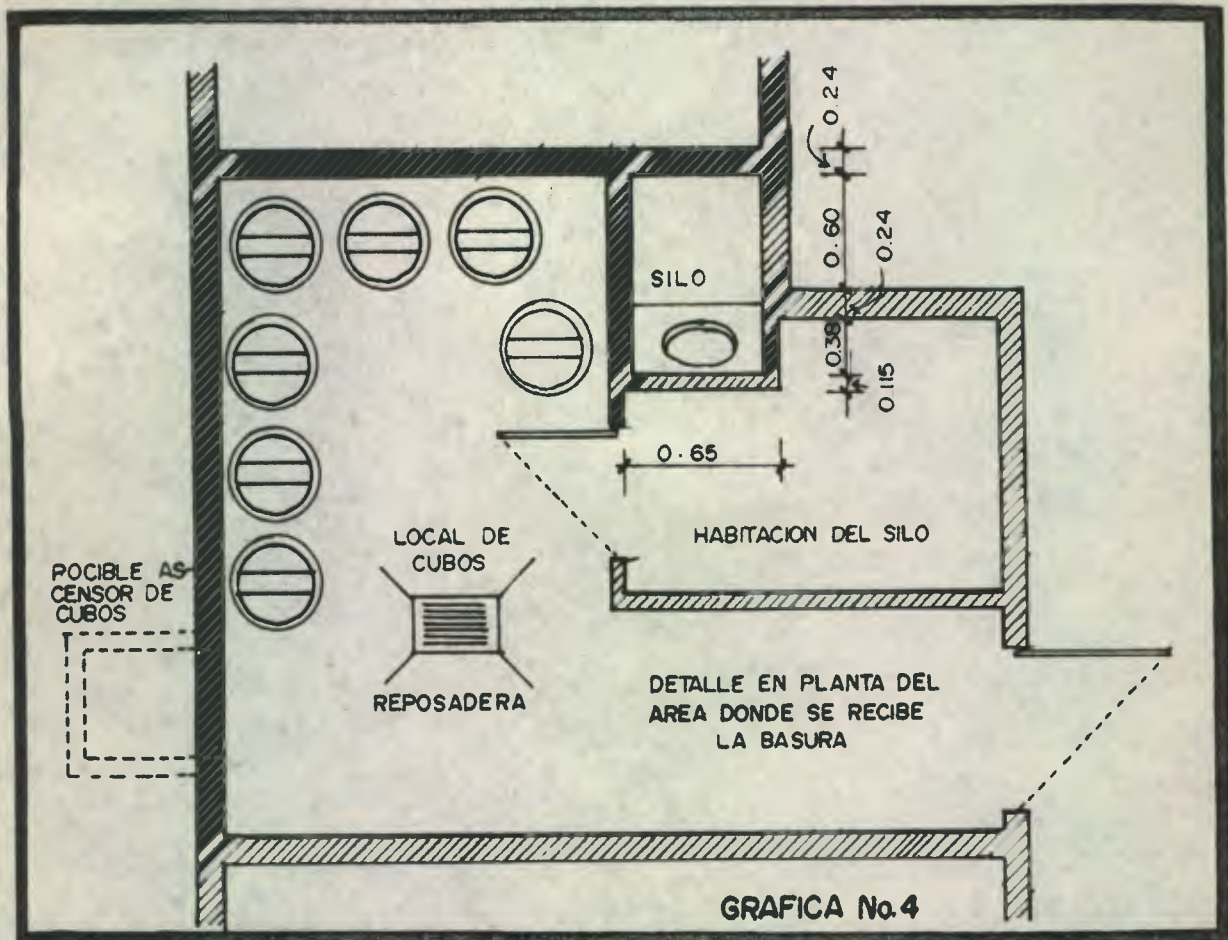 0.24
0.60
0.24
SILO
0.38
0.115
0.65
LOCAL DE
CUBOS
HABITACION DEL SILO
POCIBLE AS
CENSOR DE
CUBOS
REPOSADERA
DETALLE EN PLANTA DEL
AREA DONDE SE RECIBE
LA BASURA
GRAFICA No.4